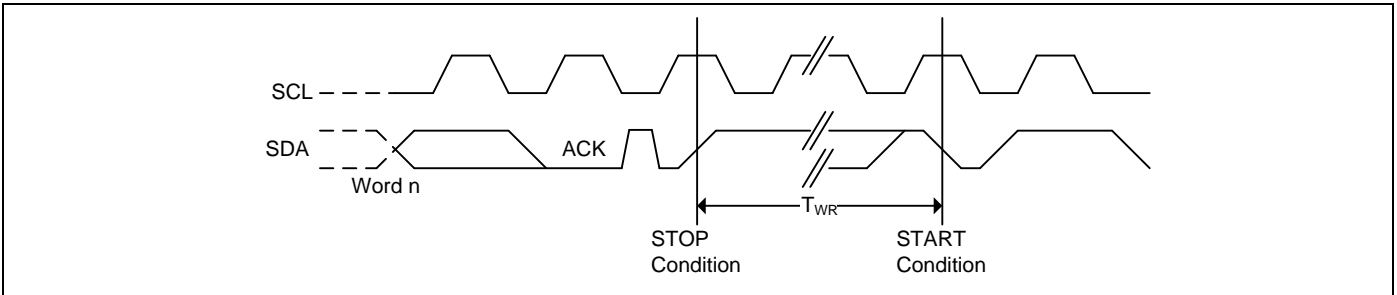 SCL
SDA
ACK
Word n
TWR
STOP
Condition
START
Condition